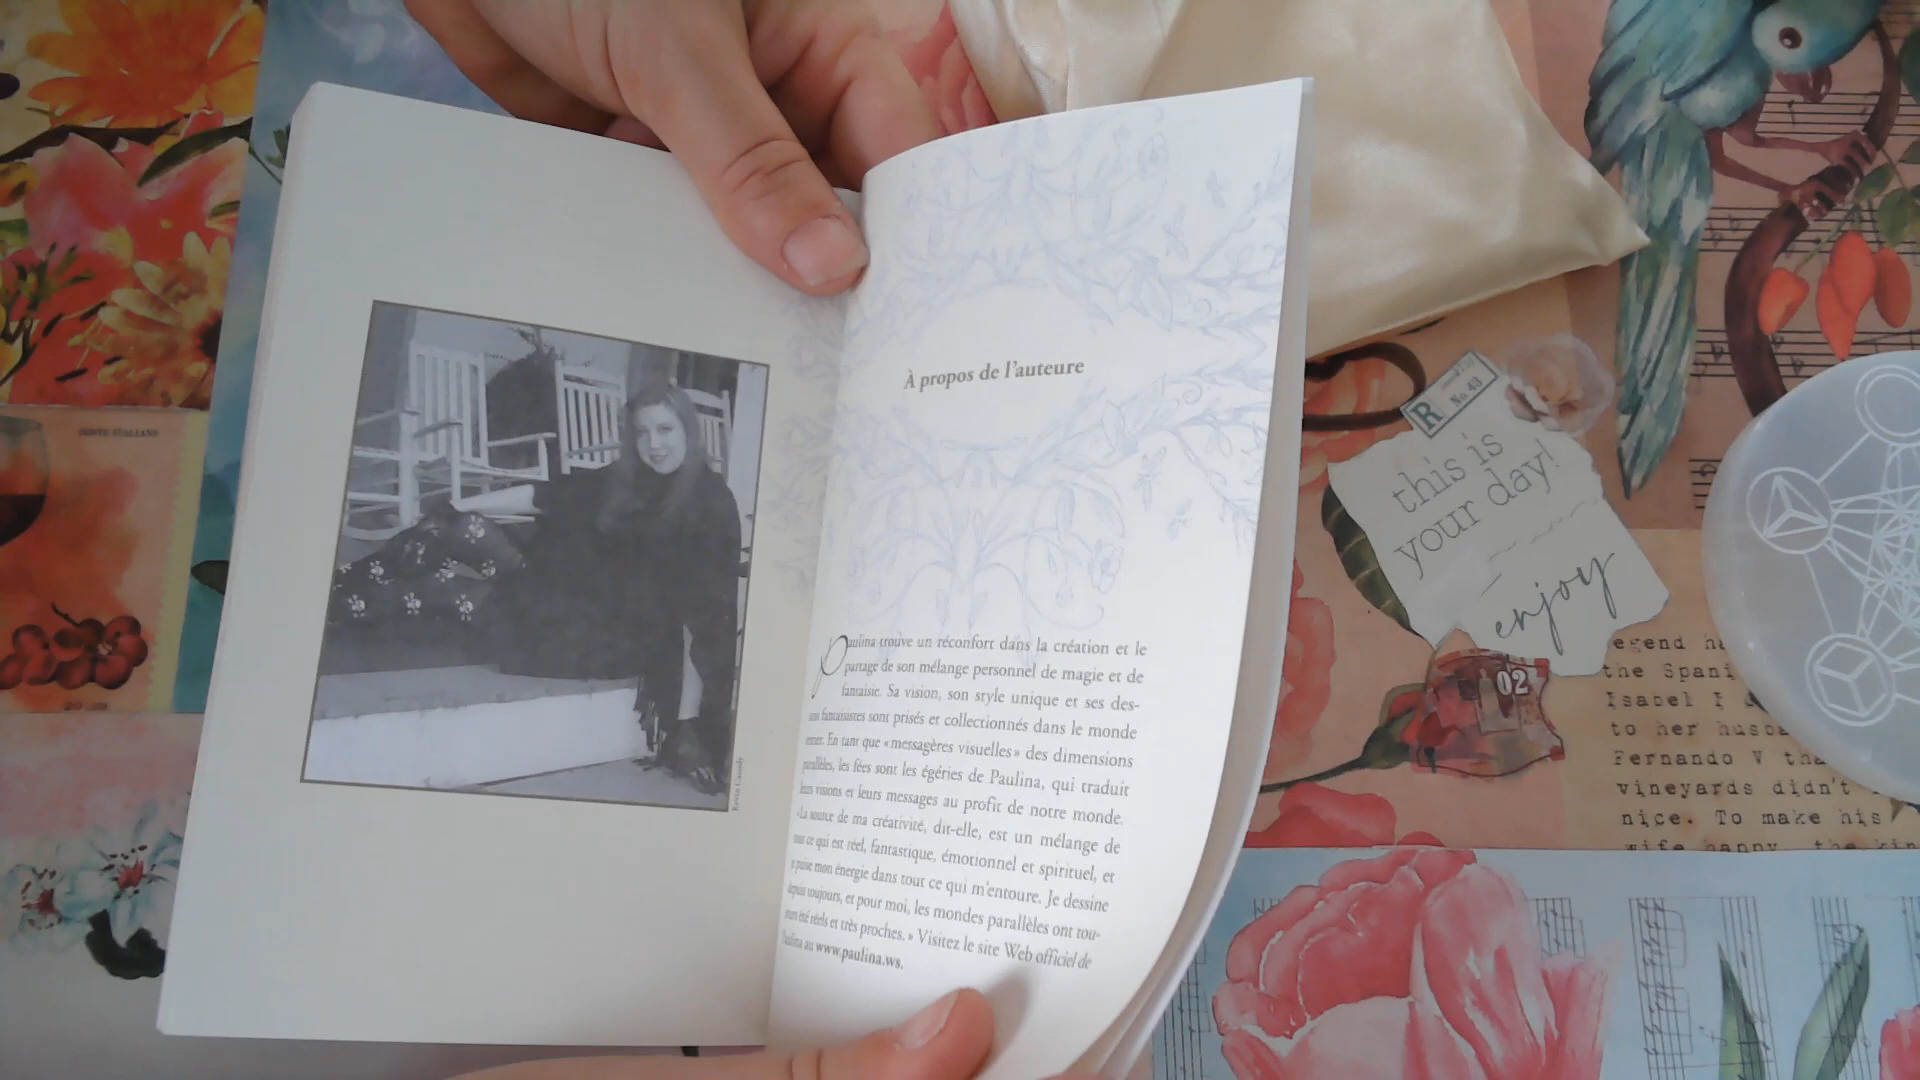 À propos de l'auteure
Paulina trouve un réconfort dans la création et le
partage de son mélange personnel de magie et de
fantaisie. Sa vision, son style unique et ses des-
sins fantaisistes sont prisés et collectionnés dans le monde
entier. En tant que « messagères visuelles » des dimensions
parallèles, les fées sont les égéries de Paulina, qui traduit
leurs visions et leurs messages au profit de notre monde.
«La source de ma créativité, dit-elle, est un mélange de
tout ce qui est réel, fantastique, émotionnel et spirituel, et
je puise mon énergie dans tout ce qui m'entoure. Je dessine
depuis toujours, et pour moi, les mondes parallèles ont tou-
jours été réels et très proches. » Visitez le site Web officiel de
Paulina au www.paulina.ws.
Kevin Cassidy
R
No. 43
this is
your day!
enjoy
02
egend ha
the Spani
Isabel I
to her husba
Fernando V tha
vineyards didn't
nice. To make his
wife happy, the kin